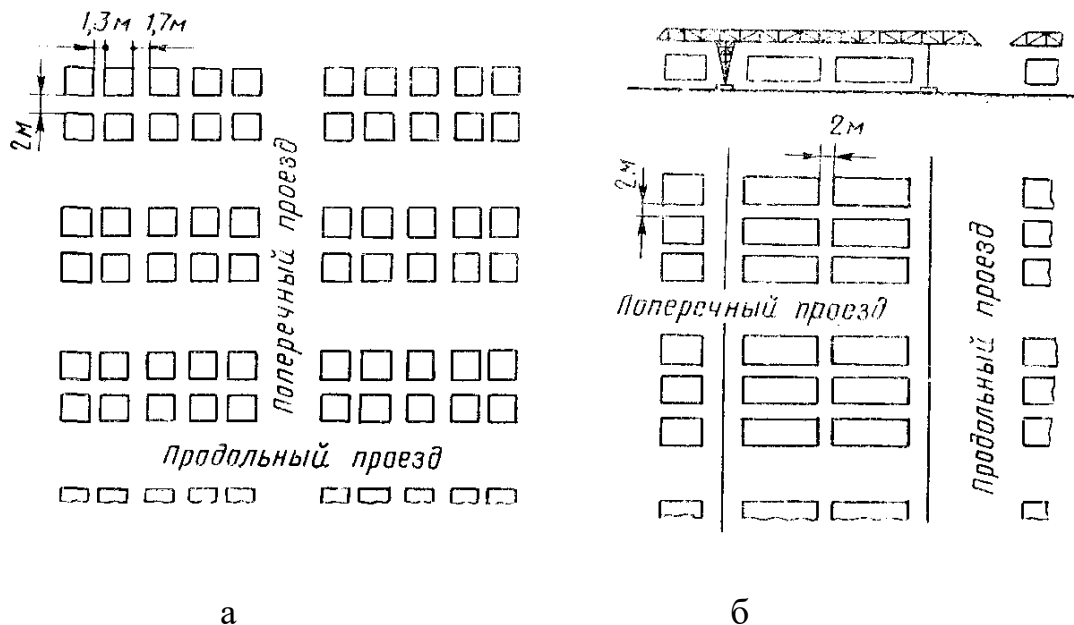 1,3м 1,7м
2м
Поперечный проезд
Продольный проезд
2м
2м
Поперечный проезд
Продольный проезд
а б